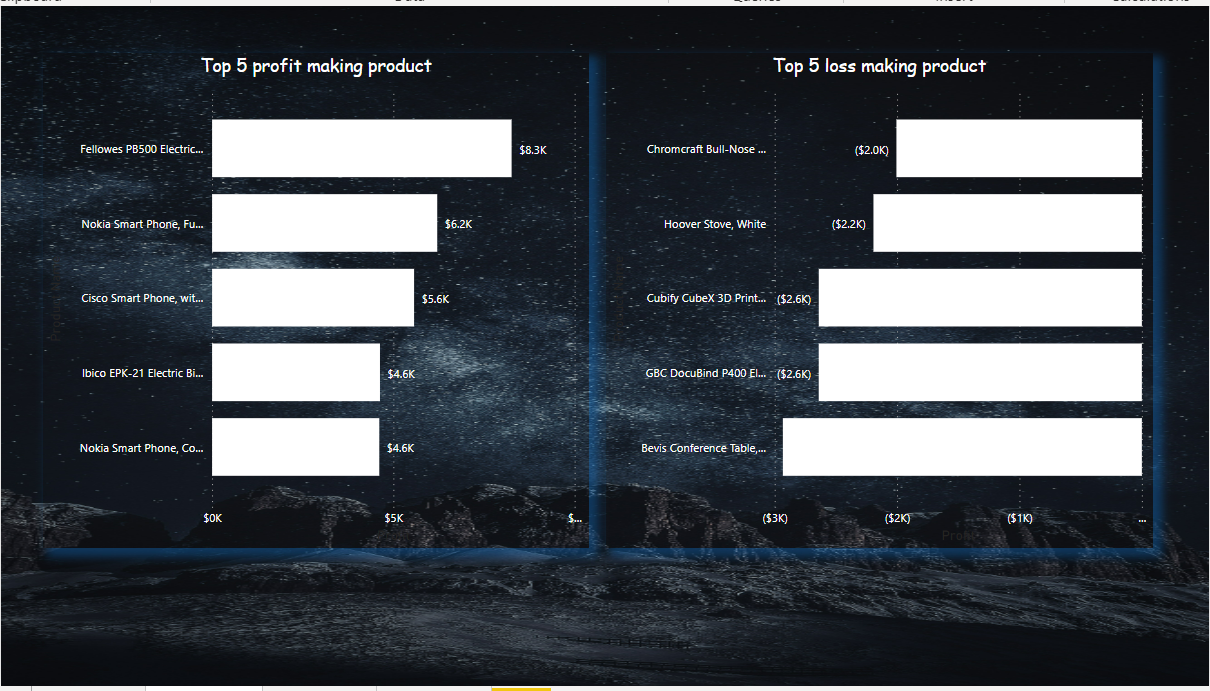 Top 5 profit making product
Fellowes PB500 Electric...
$8.3K
Nokia Smart Phone, Fu...
$6.2K
Cisco Smart Phone, wit...
$5.6K
Ibico EPK-21 Electric Bi...
$4.6K
Nokia Smart Phone, Co...
$4.6K
$0K
$5K
$...
Top 5 loss making product
Chromcraft Bull-Nose ...
($2.0K)
Hoover Stove, White
($2.2K)
Cubify CubeX 3D Print...
($2.6K)
GBC DocuBind P400 El...
($2.6K)
Bevis Conference Table,...
($3K)
($2K)
($1K)
...